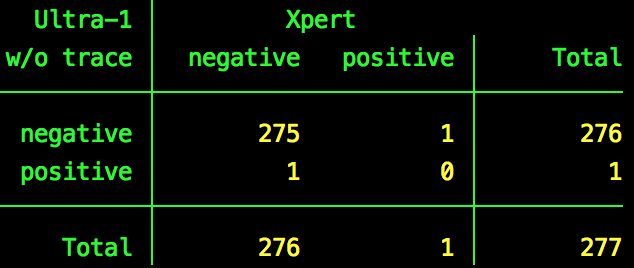 Ultra-1 Xpert
w/o trace negative positive Total
negative 275 1 276
positive 1 0 1
Total 276 1 277